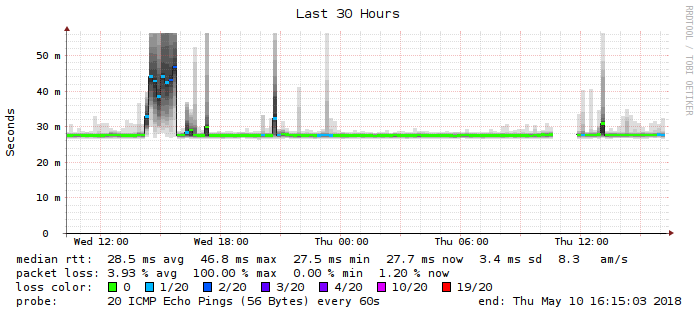 Last 30 Hours
RRDTOOL / TOBI OETIKER
Seconds
50 m
40 m
30 m
20 m
10 m
0
Wed 12:00 Wed 18:00 Thu 00:00 Thu 06:00 Thu 12:00
median rtt: 28.5 ms avg 46.8 ms max 27.5 ms min 27.7 ms now 3.4 ms sd 8.3 am/s
packet loss: 3.93 % avg 100.00 % max 0.00 % min 1.20 % now
loss color: 0 1/20 2/20 3/20 4/20 10/20 19/20
probe: 20 ICMP Echo Pings (56 Bytes) every 60s end: Thu May 10 16:15:03 2018